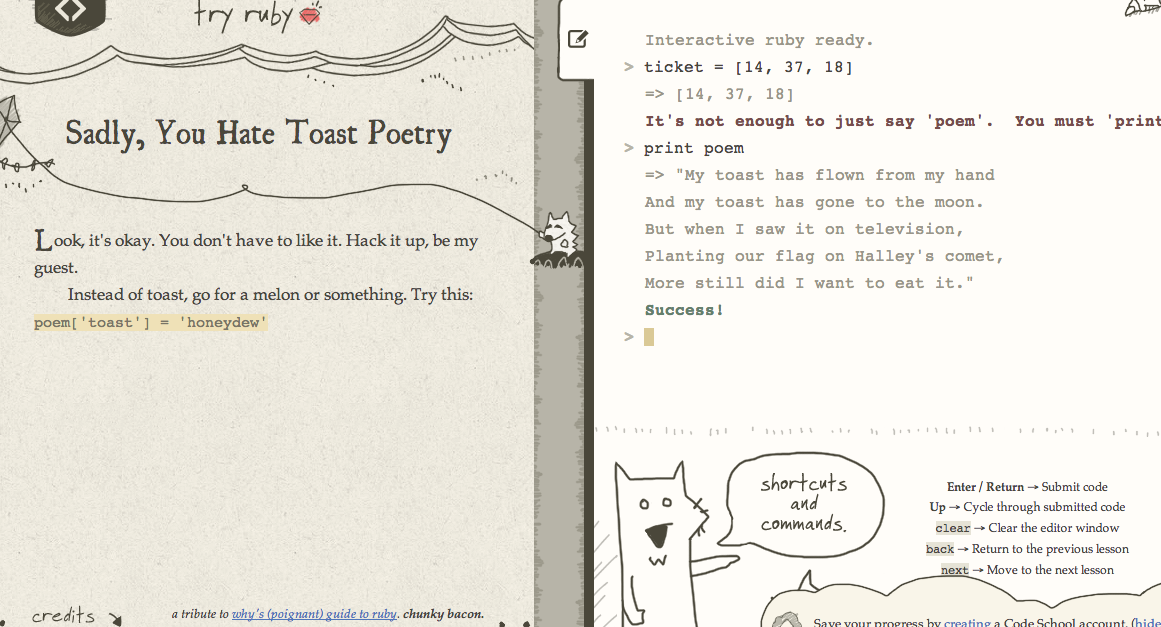 try ruby
Sadly, You Hate Toast Poetry
Look, it's okay. You don't have to like it. Hack it up, be my
guest.
Instead of toast, go for a melon or something. Try this:
poem['toast'] = 'honeydew'
credits
a tribute to why's (poignant) guide to ruby. chunky bacon.
Interactive ruby ready.
> ticket = [14, 37, 18]
=> [14, 37, 18]
It's not enough to just say 'poem'.  You must 'print
> print poem
=> "My toast has flown from my hand
And my toast has gone to the moon.
But when I saw it on television,
Planting our flag on Halley's comet,
More still did I want to eat it."
Success!
>
shortcuts
and
commands.
Enter / Return → Submit code
Up → Cycle through submitted code
clear → Clear the editor window
back → Return to the previous lesson
next → Move to the next lesson
Save your progress by creating a Code School account. (hide